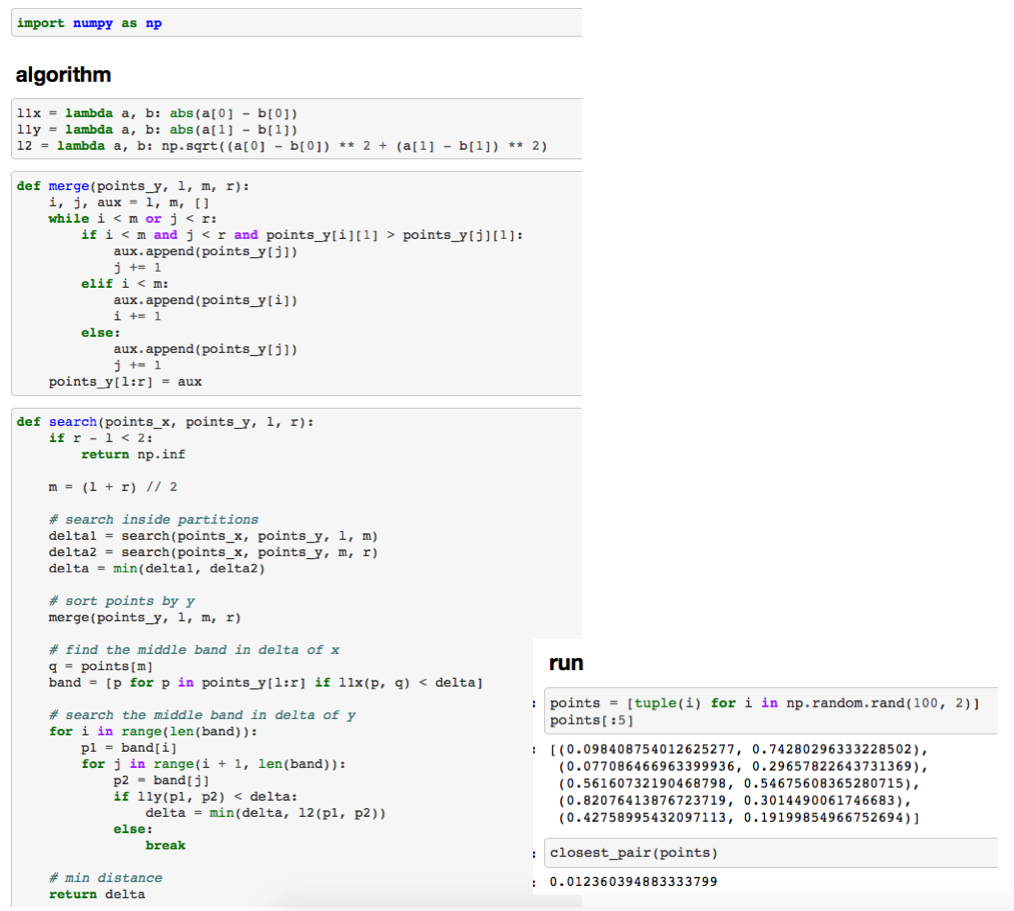 import numpy as np
algorithm
l1x = lambda a, b: abs(a[0] - b[0])
l1y = lambda a, b: abs(a[1] - b[1])
l2 = lambda a, b: np.sqrt((a[0] - b[0]) ** 2 + (a[1] - b[1]) ** 2)
def merge(points_y, l, m, r):
    i, j, aux = l, m, []
    while i < m or j < r:
        if i < m and j < r and points_y[i][1] > points_y[j][1]:
            aux.append(points_y[j])
            j += 1
        elif i < m:
            aux.append(points_y[i])
            i += 1
        else:
            aux.append(points_y[j])
            j += 1
    points_y[l:r] = aux
def search(points_x, points_y, l, r):
    if r - l < 2:
        return np.inf
    m = (l + r) // 2
    # search inside partitions
    delta1 = search(points_x, points_y, l, m)
    delta2 = search(points_x, points_y, m, r)
    delta = min(delta1, delta2)
    # sort points by y
    merge(points_y, l, m, r)
    # find the middle band in delta of x
    q = points[m]
    band = [p for p in points_y[l:r] if l1x(p, q) < delta]
    # search the middle band in delta of y
    for i in range(len(band)):
        p1 = band[i]
        for j in range(i + 1, len(band)):
            p2 = band[j]
            if l1y(p1, p2) < delta:
                delta = min(delta, l2(p1, p2))
            else:
                break
    # min distance
    return delta
run
: points = [tuple(i) for i in np.random.rand(100, 2)]
points[:5]
: [(0.098408754012625277, 0.74280296333228502),
(0.077086466963399936, 0.29657822643731369),
(0.56160732190468798, 0.54675608365280715),
(0.82076413876723719, 0.3014490061746683),
(0.42758995432097113, 0.19199854966752694)]
: closest_pair(points)
: 0.012360394883333799